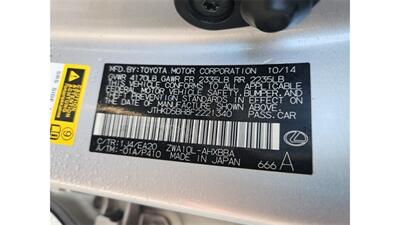 MFD.BY:TOYOTA MOTOR CORPORATION 10/14
GVWR 4170LB GAWR FR 2335LB RR 2235LB
THIS VEHICLE CONFORMS TO ALL APPLICABLE
FEDERAL MOTOR VEHICLE SAFETY, BUMPER, AND
THEFT PREVENTION STANDARDS IN EFFECT ON THE
DATE OF MANUFACTURE SHOWN ABOVE.
JTHKD5BH8F2221340 PASS.CAR
C/TR:1J4/EA20 ZWA10L-AHXBBA
A/TM:-01A/P410 MADE IN JAPAN
666 A
SRS SIDE